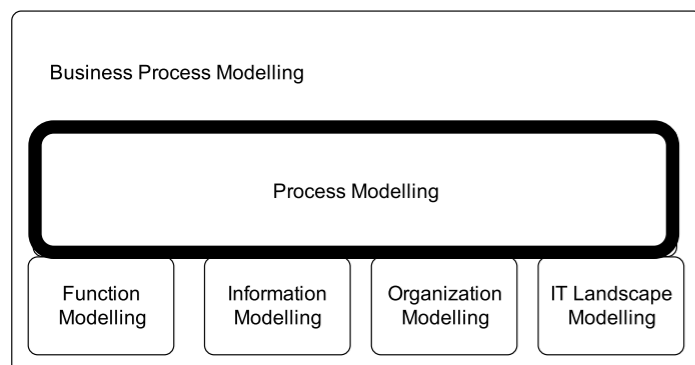 Business Process Modelling
Process Modelling
Function
Modelling
Information
Modelling
Organization
Modelling
IT Landscape
Modelling